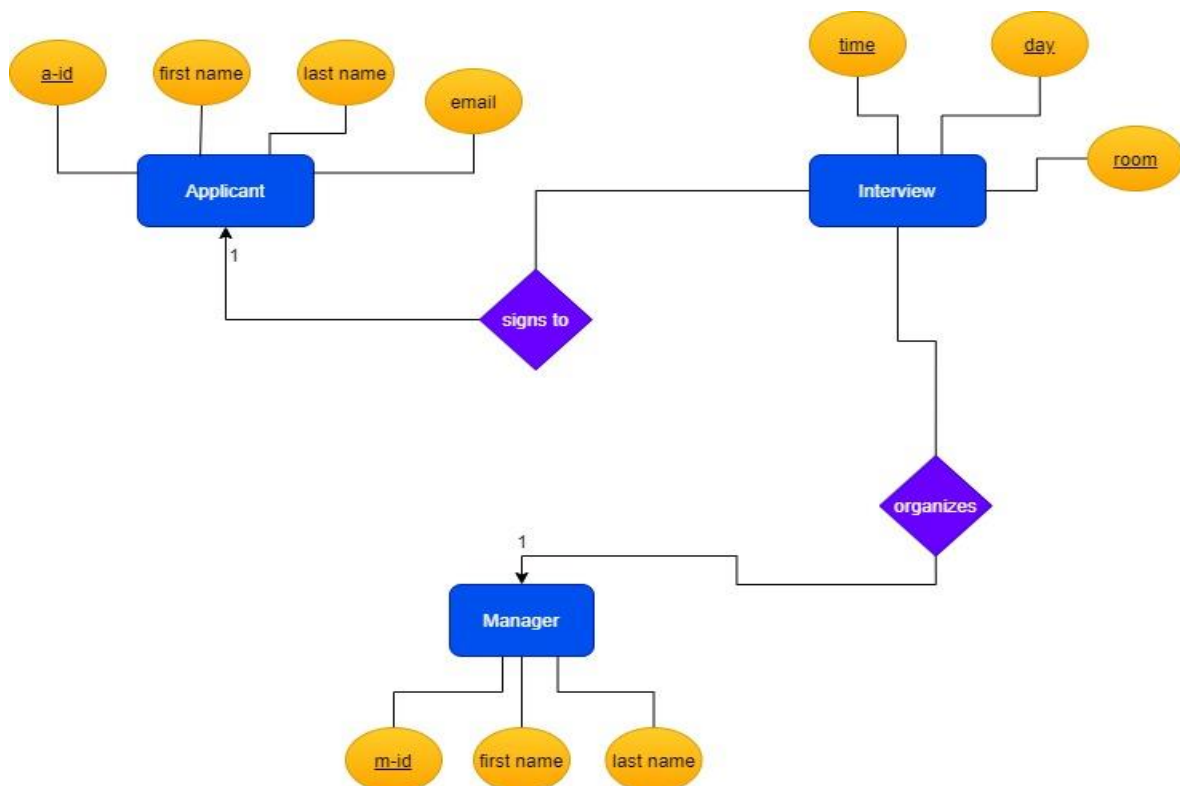 time
day
a-id
first name
last name
email
room
Applicant
Interview
1
signs to
organizes
1
Manager
m-id
first name
last name